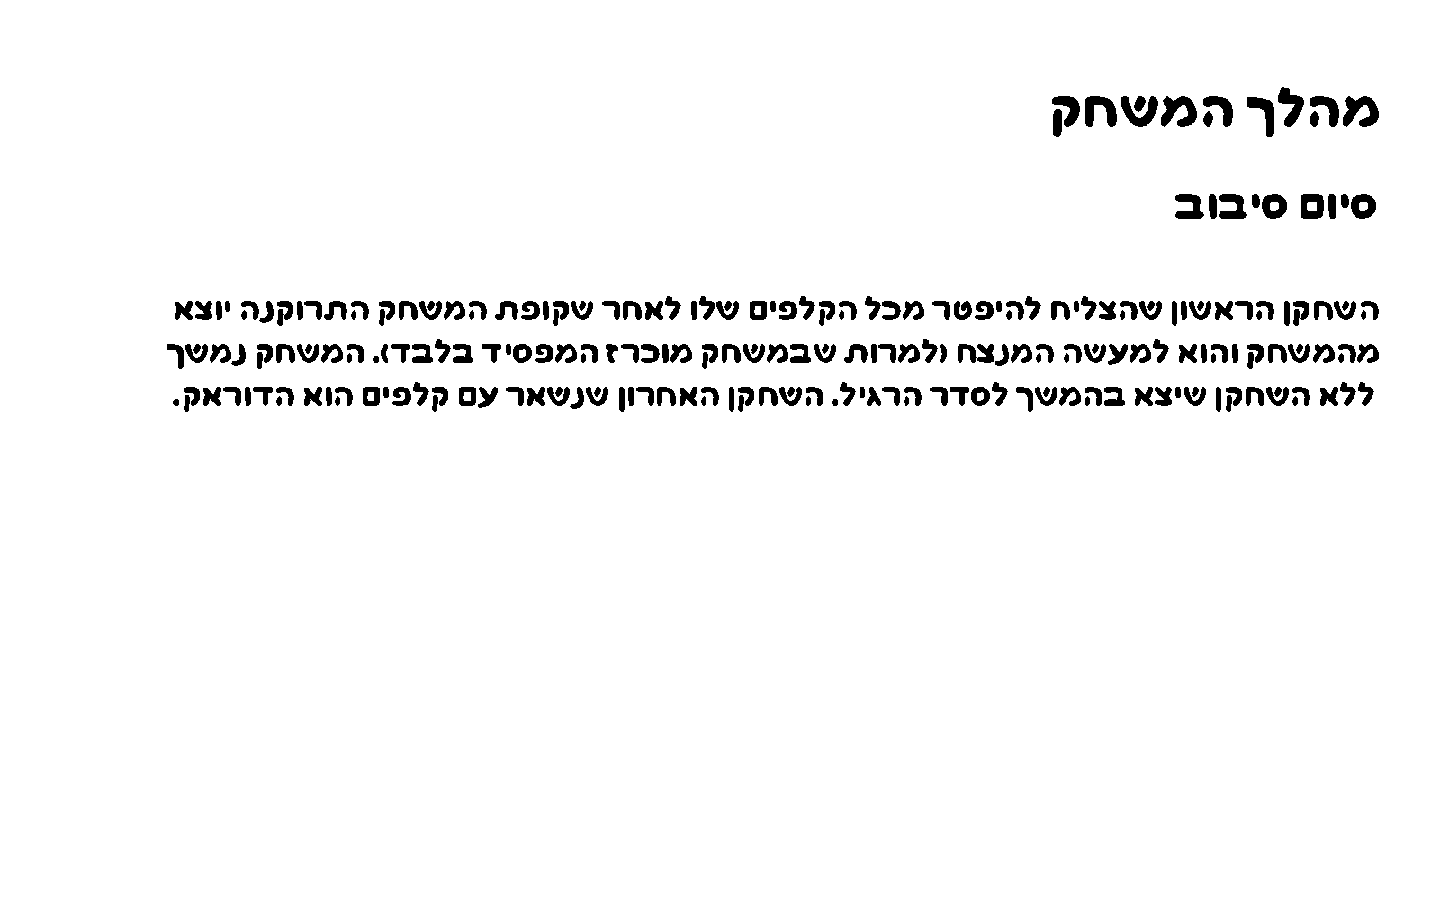 מהלך המשחק
סיום סיבוב
השחקן הראשון שהצליח להיפטר מכל הקלפים שלו לאחר שקופת המשחק התרוקנה יוצא
מהמשחק והוא למעשה המנצח (למרות שבמשחק מוכרז המפסיד בלבד). המשחק נמשך
ללא השחקן שיצא בהמשך לסדר הרגיל. השחקן האחרון שנשאר עם קלפים הוא הדוראק.